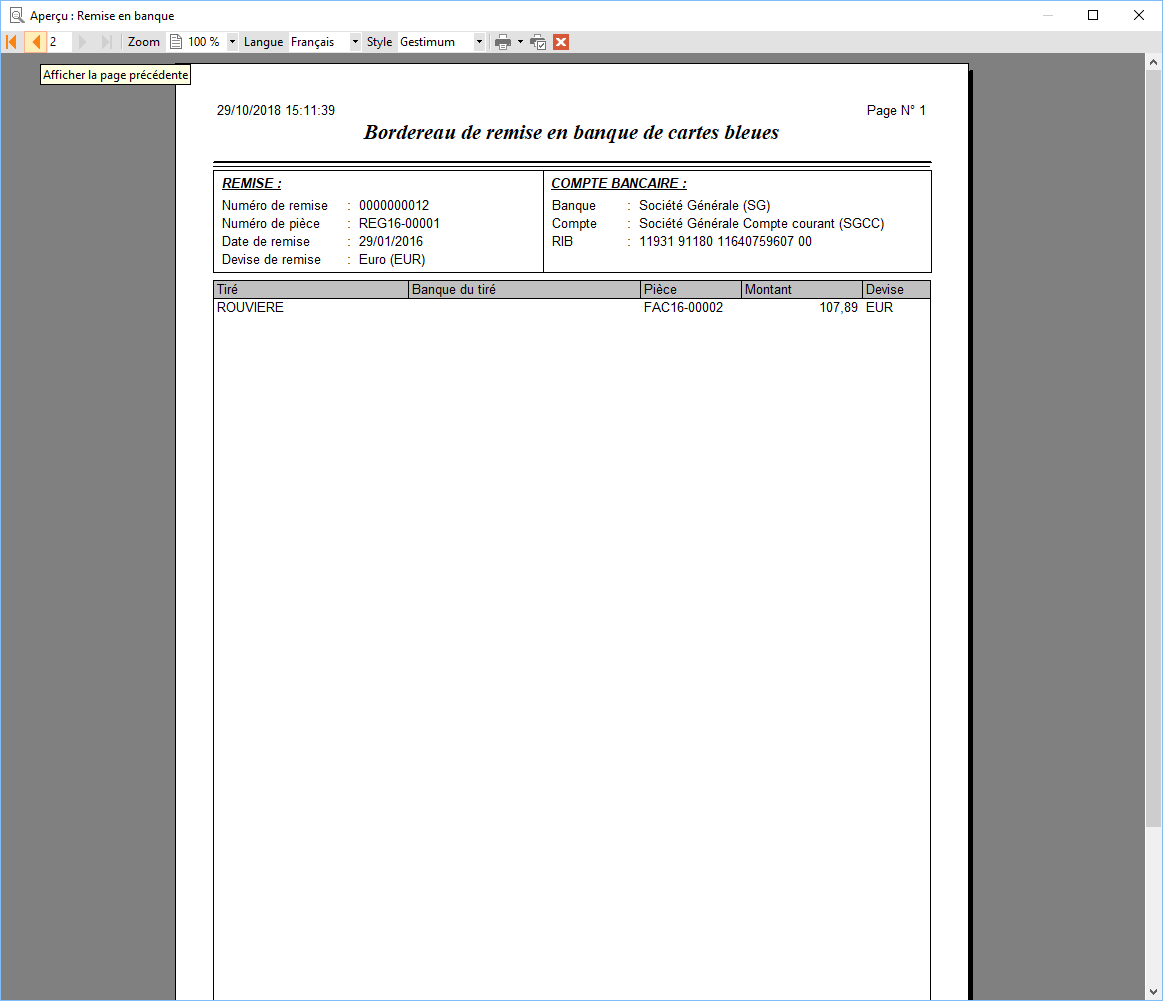 Aperçu : Remise en banque
2 Zoom 100 % Langue Français Style Gestimum
Afficher la page précédente
29/10/2018 15:11:39 Page N° 1
Bordereau de remise en banque de cartes bleues
REMISE : COMPTE BANCAIRE :
Numéro de remise : 0000000012 Banque : Société Générale (SG)
Numéro de pièce : REG16-00001 Compte : Société Générale Compte courant (SGCC)
Date de remise : 29/01/2016 RIB : 11931 91180 11640759607 00
Devise de remise : Euro (EUR)
Tiré Banque du tiré Pièce Montant Devise
ROUVIERE FAC16-00002 107,89 EUR